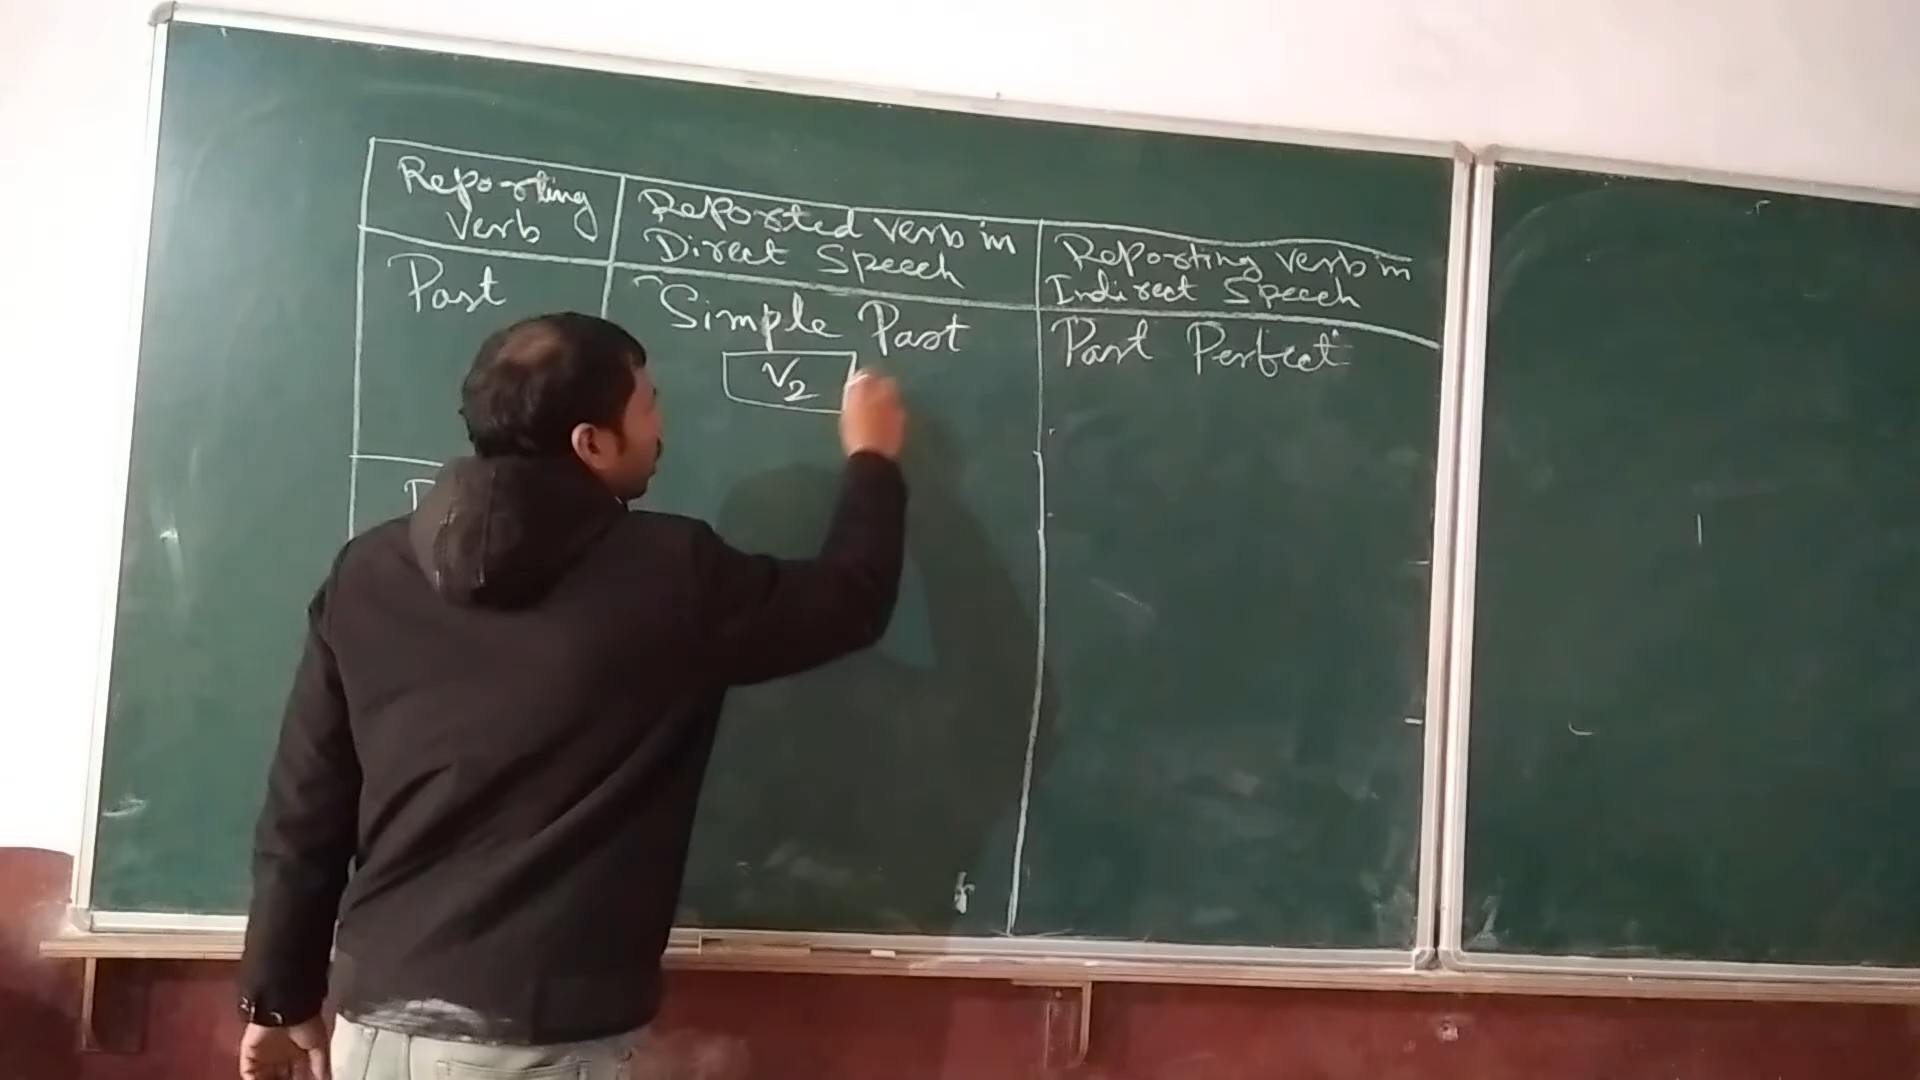 Reporting
verb
Reported verb in
Direct Speech
Reporting verb in
Indirect Speech
Past
Simple Past
V2
Past Perfect